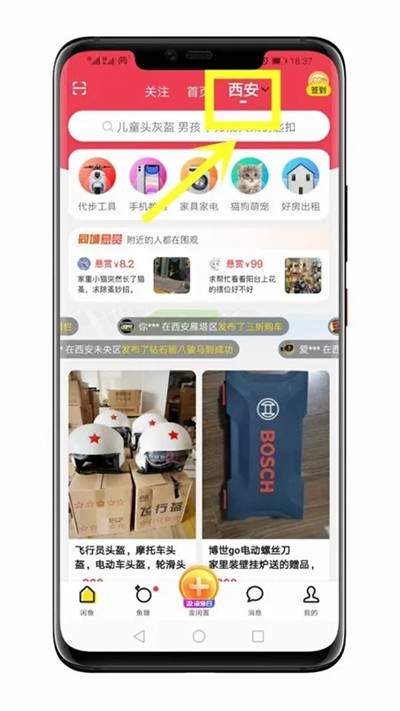 18:37
关注
首页
西安
签到
儿童头灰盔 男孩
扣
代步工具
手机数码
家具家电
猫狗萌宠
好房出租
同城悬赏 附近的人都在围观
悬赏 ¥8.2
家里小猫突然长了猫
蚤，求除蚤妙招。
悬赏 ¥99
求帮忙看看阳台上花
的摆位好不好
你*** 在西安雁塔区发布了三折购车
*** 在西安未央区发布了钻石画八骏马到成功
爱*** 在西
飞行盔
BOSCH
飞行员头盔，摩托车头
盔，电动车头盔，轮滑头
博世go电动螺丝刀
家里装壁挂炉送的赠品，
闲鱼
鱼塘
卖闲置
消息
我的